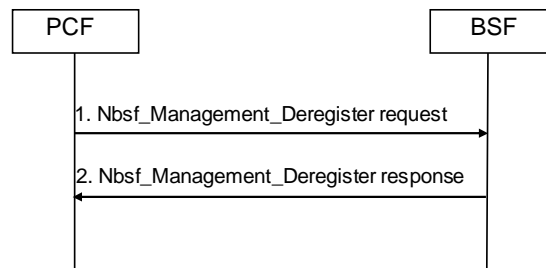 PCF
BSF
1. Nbsf_Management_Deregister request
2. Nbsf_Management_Deregister response